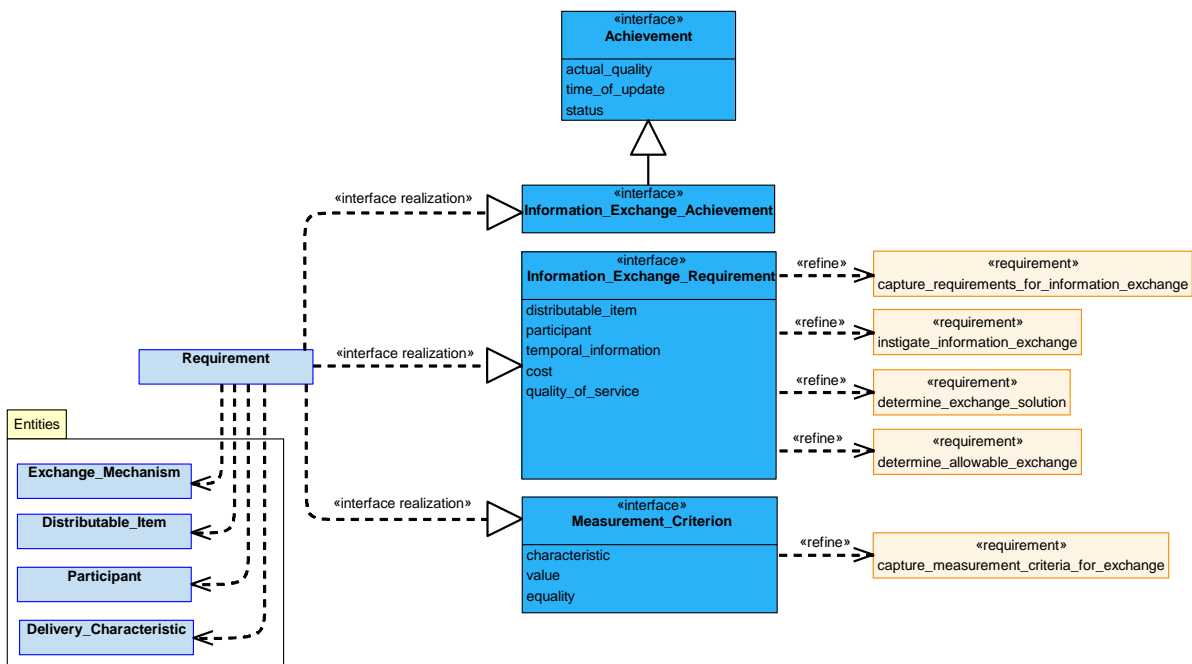 «interface»
Achievement
actual_quality
time_of_update
status
«interface realization»
«interface»
Information_Exchange_Achievement
«interface»
Information_Exchange_Requirement
distributable_item
participant
temporal_information
cost
quality_of_service
«refine»
«requirement»
capture_requirements_for_information_exchange
«refine»
«requirement»
instigate_information_exchange
«interface realization»
Requirement
«refine»
«requirement»
determine_exchange_solution
«refine»
«requirement»
determine_allowable_exchange
Entities
Exchange_Mechanism
Distributable_Item
Participant
Delivery_Characteristic
«interface realization»
«interface»
Measurement_Criterion
characteristic
value
equality
«refine»
«requirement»
capture_measurement_criteria_for_exchange